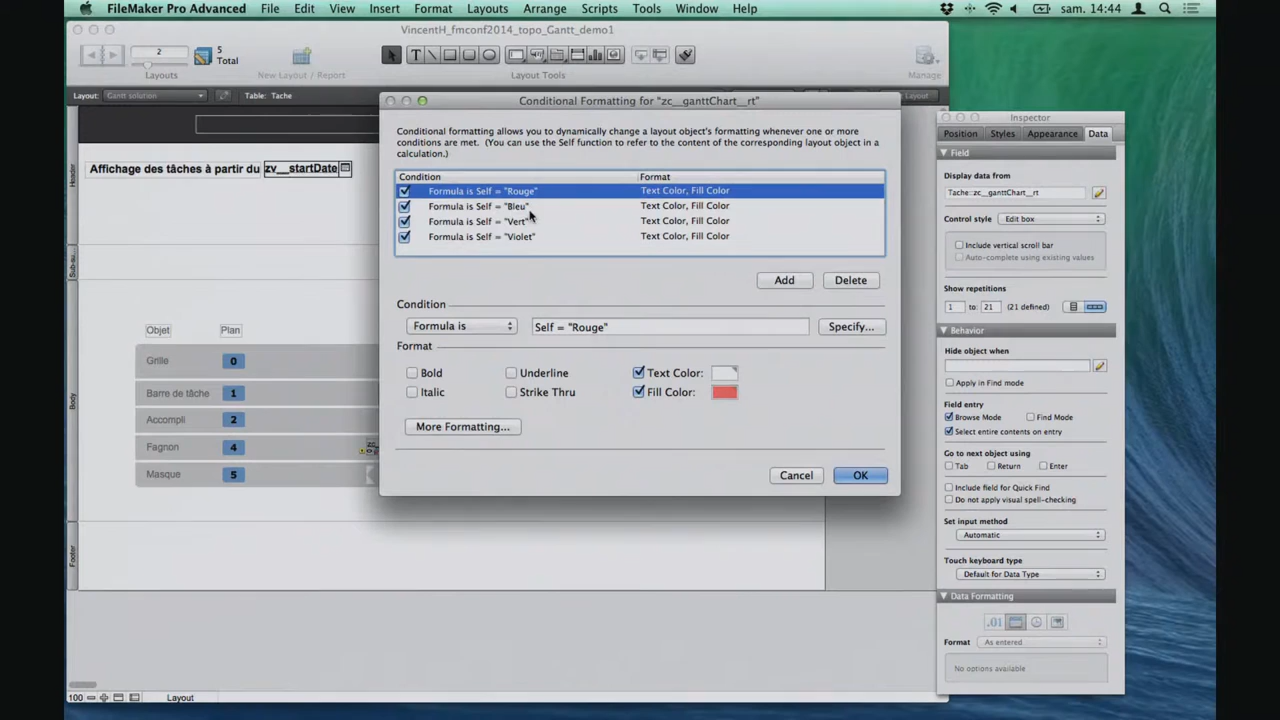 FileMaker Pro Advanced File Edit View Insert Format Layouts Arrange Scripts Tools Window Help sam. 14:44
VincentH_fmconf2014_topo_Gantt_demo1
2
5
Total
Layouts
New Layout / Report
Layout Tools
Manage
Layout: Gantt solution Table: Tache Layout
Header
Affichage des tâches à partir du zv__startDate
Body
Objet Plan
Grille 0
Barre de tâche 1
Accompli 2
Fagnon 4
Masque 5
Footer
100 Layout
Conditional Formatting for "zc__ganttChart__rt"
Conditional formatting allows you to dynamically change a layout object's formatting whenever one or more
conditions are met. (You can use the Self function to refer to the content of the corresponding layout object in a
calculation.)
Condition Format
Formula is Self = "Rouge" Text Color, Fill Color
Formula is Self = "Bleu" Text Color, Fill Color
Formula is Self = "Vert" Text Color, Fill Color
Formula is Self = "Violet" Text Color, Fill Color
Add Delete
Condition
Formula is Self = "Rouge" Specify...
Format
Bold Underline Text Color:
Italic Strike Thru Fill Color:
More Formatting...
Cancel OK
Inspector
Position Styles Appearance Data
Field
Display data from
Tache::zc__ganttChart__rt
Control style Edit box
Include vertical scroll bar
Auto-complete using existing values
Show repetitions
1 to: 21 (21 defined)
Behavior
Hide object when
Apply in Find mode
Field entry
Browse Mode Find Mode
Select entire contents on entry
Go to next object using
Tab Return Enter
Include field for Quick Find
Do not apply visual spell-checking
Set input method
Automatic
Touch keyboard type
Default for Data Type
Data Formatting
.01
Format As entered
No options available